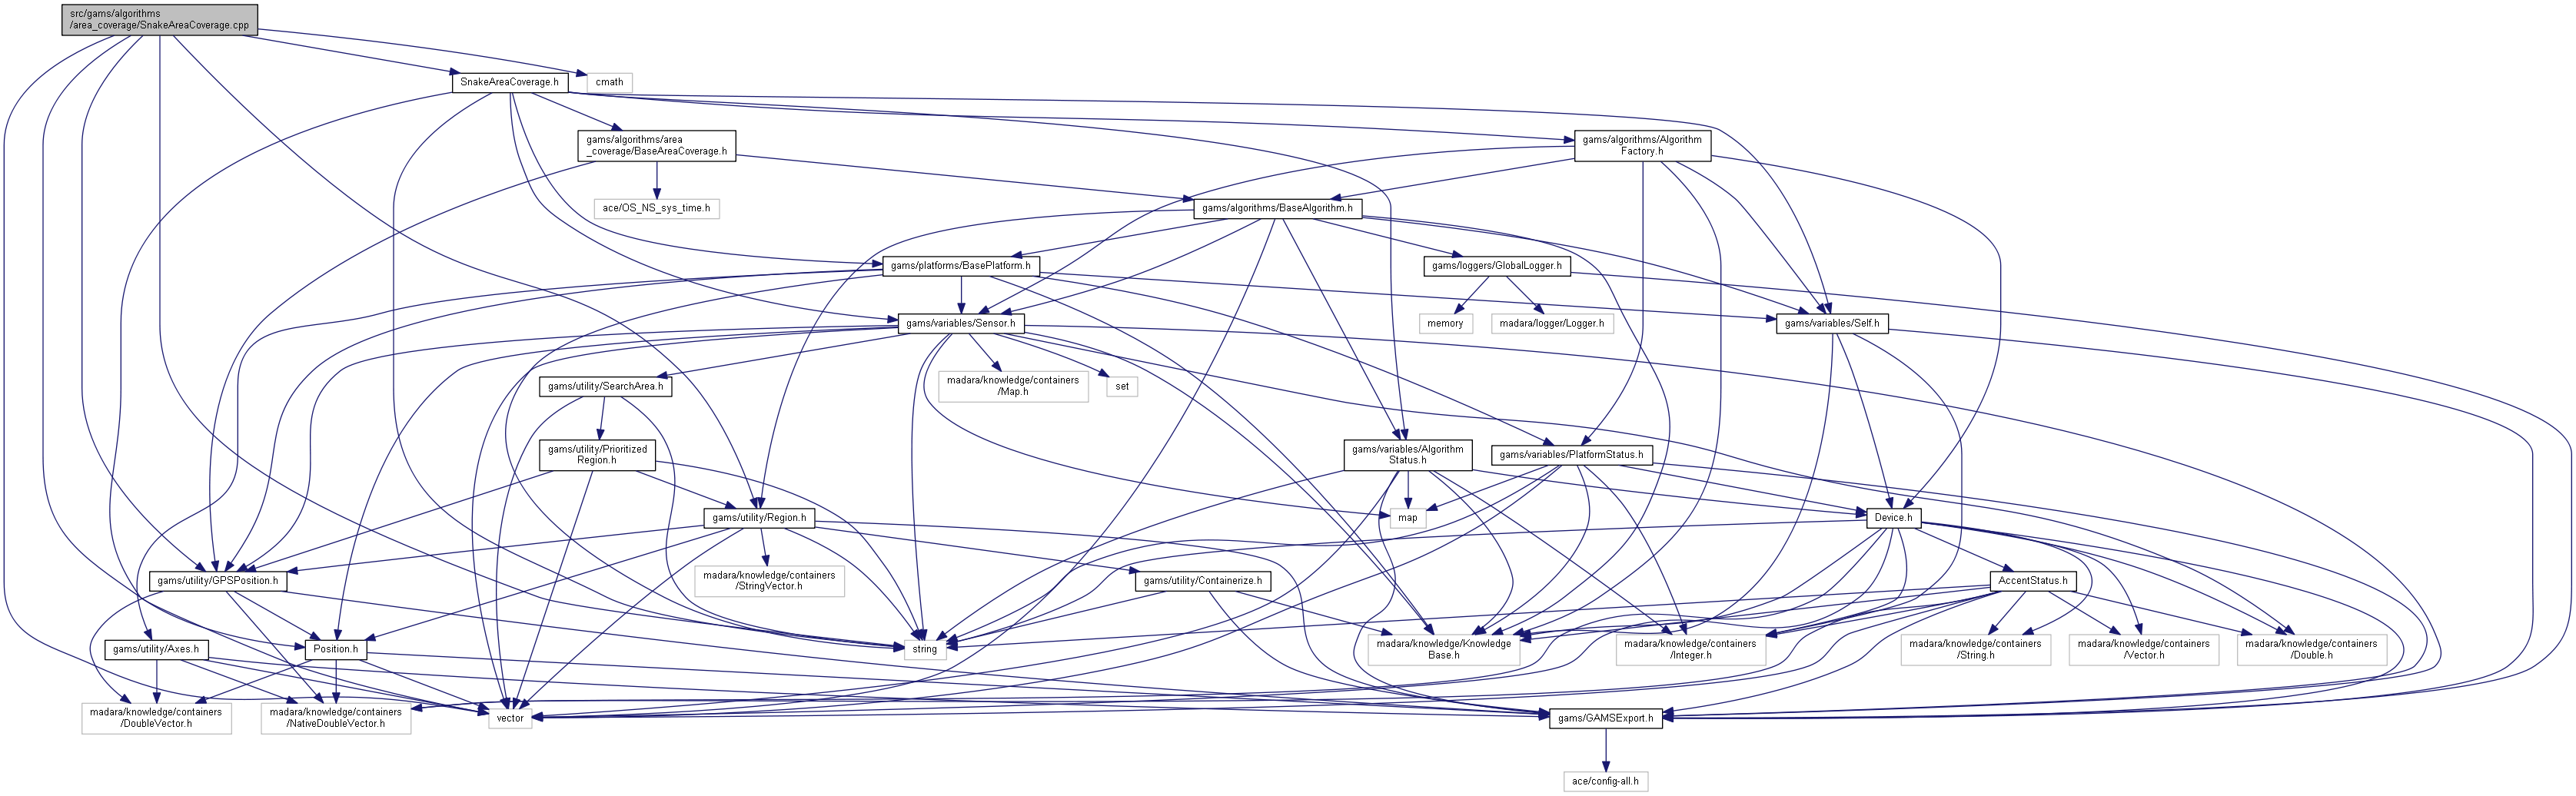 src/gams/algorithms
/area_coverage/SnakeAreaCoverage.cpp
SnakeAreaCoverage.h
cmath
gams/algorithms/area
_coverage/BaseAreaCoverage.h
gams/algorithms/Algorithm
Factory.h
ace/OS_NS_sys_time.h
gams/algorithms/BaseAlgorithm.h
gams/platforms/BasePlatform.h
gams/loggers/GlobalLogger.h
gams/variables/Sensor.h
memory
madara/logger/Logger.h
gams/variables/Self.h
gams/utility/SearchArea.h
madara/knowledge/containers
/Map.h
set
gams/utility/Prioritized
Region.h
gams/variables/Algorithm
Status.h
gams/variables/PlatformStatus.h
gams/utility/Region.h
map
Device.h
gams/utility/GPSPosition.h
madara/knowledge/containers
/StringVector.h
gams/utility/Containerize.h
AccentStatus.h
gams/utility/Axes.h
Position.h
string
madara/knowledge/Knowledge
Base.h
madara/knowledge/containers
/Integer.h
madara/knowledge/containers
/String.h
madara/knowledge/containers
/Vector.h
madara/knowledge/containers
/Double.h
madara/knowledge/containers
/DoubleVector.h
madara/knowledge/containers
/NativeDoubleVector.h
vector
gams/GAMSExport.h
ace/config-all.h